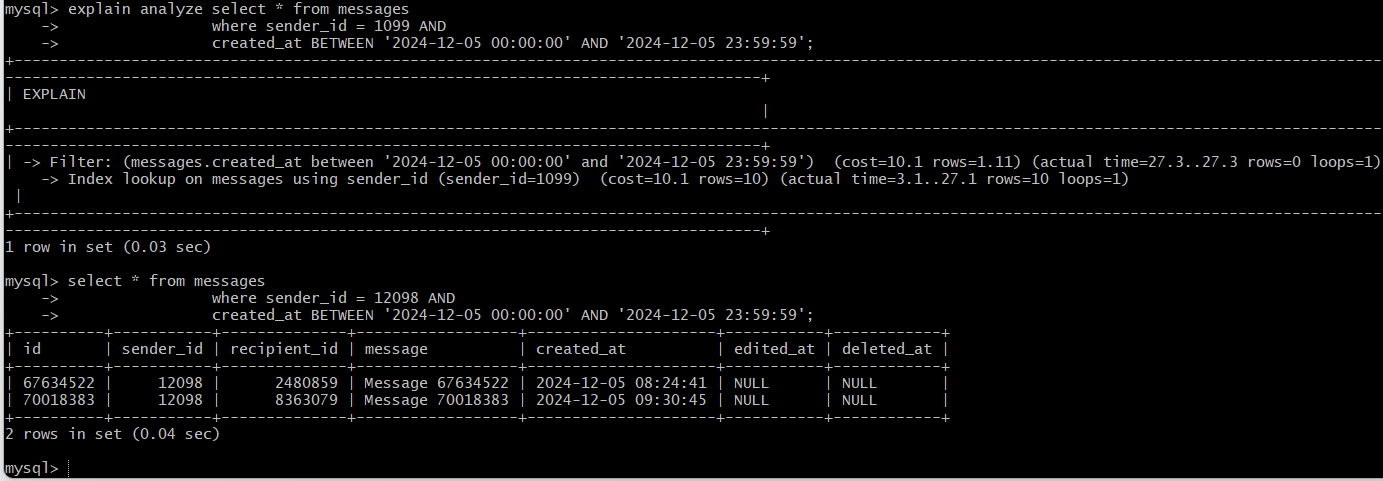 mysql> explain analyze select * from messages
    ->                 where sender_id = 1099 AND
    ->                 created_at BETWEEN '2024-12-05 00:00:00' AND '2024-12-05 23:59:59';
| EXPLAIN
|
| -> Filter: (messages.created_at between '2024-12-05 00:00:00' and '2024-12-05 23:59:59')  (cost=10.1 rows=1.11) (actual time=27.3..27.3 rows=0 loops=1)
    -> Index lookup on messages using sender_id (sender_id=1099)  (cost=10.1 rows=10) (actual time=3.1..27.1 rows=10 loops=1)
|
1 row in set (0.03 sec)
mysql> select * from messages
    ->                 where sender_id = 12098 AND
    ->                 created_at BETWEEN '2024-12-05 00:00:00' AND '2024-12-05 23:59:59';
+----------+-----------+--------------+------------------+---------------------+-----------+------------+
| id       | sender_id | recipient_id | message          | created_at          | edited_at | deleted_at |
+----------+-----------+--------------+------------------+---------------------+-----------+------------+
| 67634522 |     12098 |      2480859 | Message 67634522 | 2024-12-05 08:24:41 | NULL      | NULL       |
| 70018383 |     12098 |      8363079 | Message 70018383 | 2024-12-05 09:30:45 | NULL      | NULL       |
+----------+-----------+--------------+------------------+---------------------+-----------+------------+
2 rows in set (0.04 sec)
mysql>